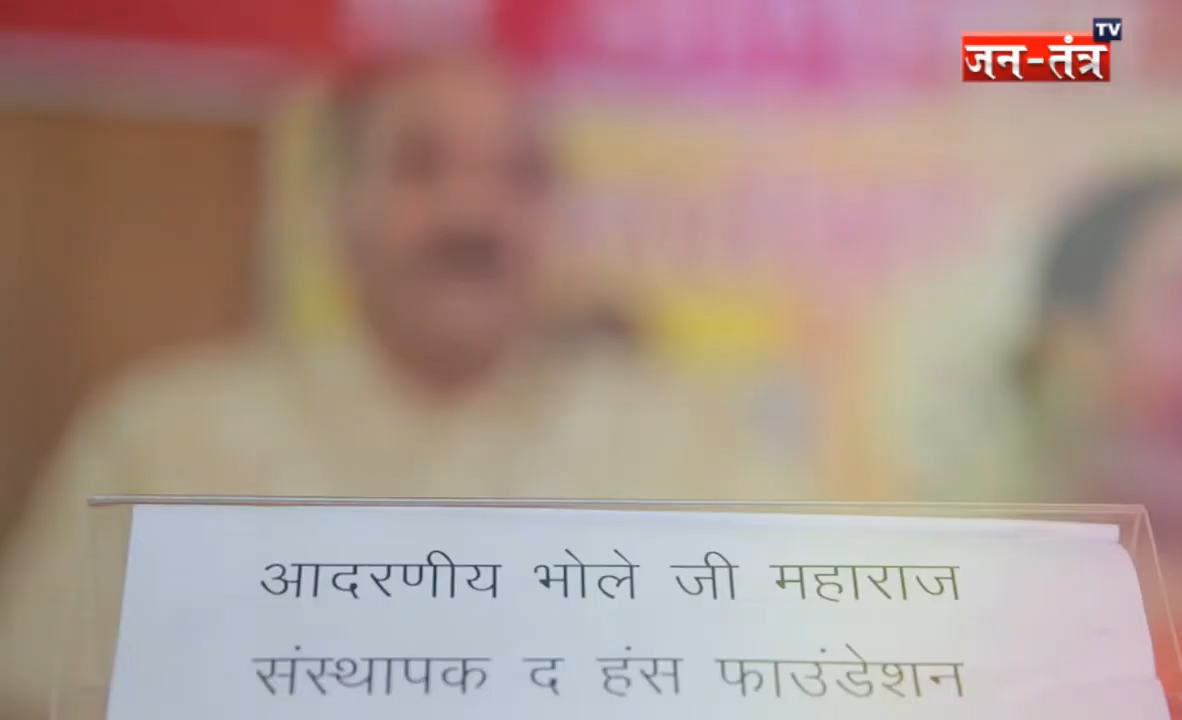 जन-तंत्र TV
आदरणीय भोले जी महाराज
संस्थापक द हंस फाउंडेशन